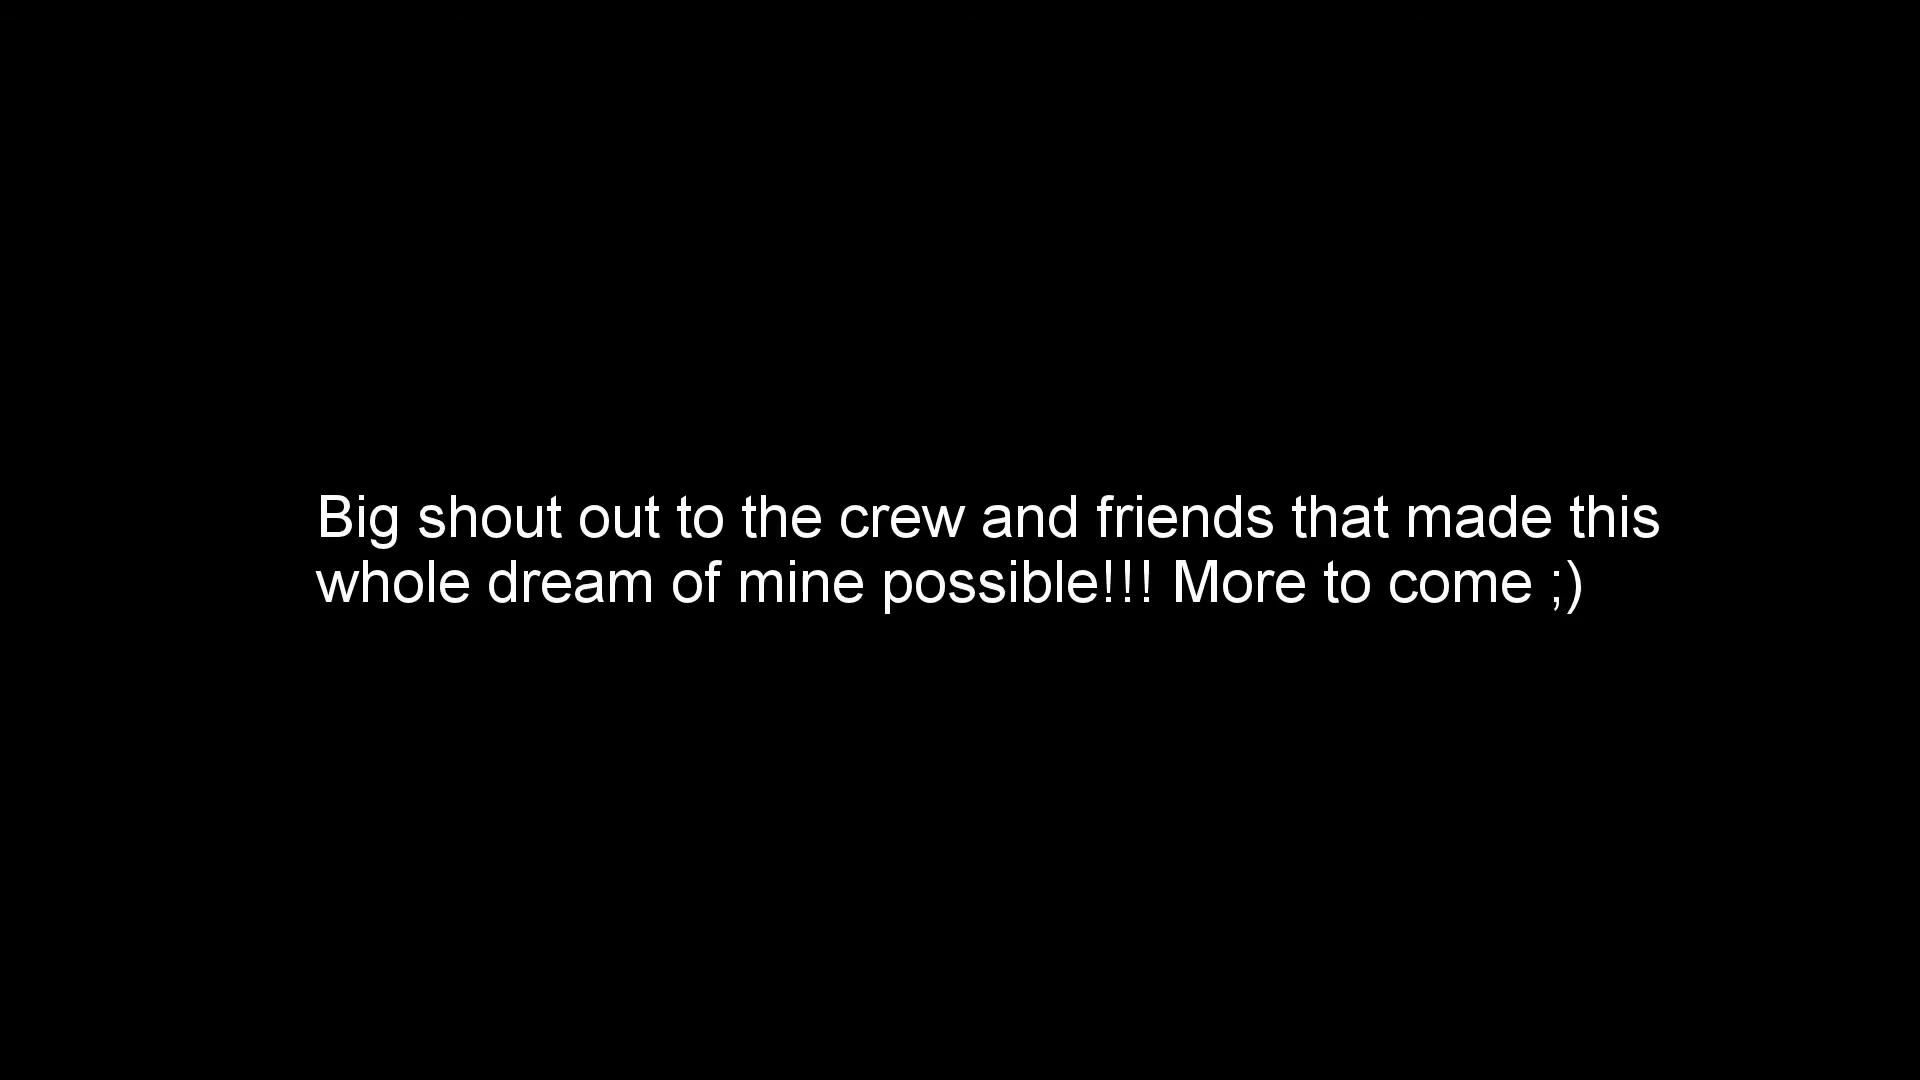 Big shout out to the crew and friends that made this
whole dream of mine possible!!! More to come ;)